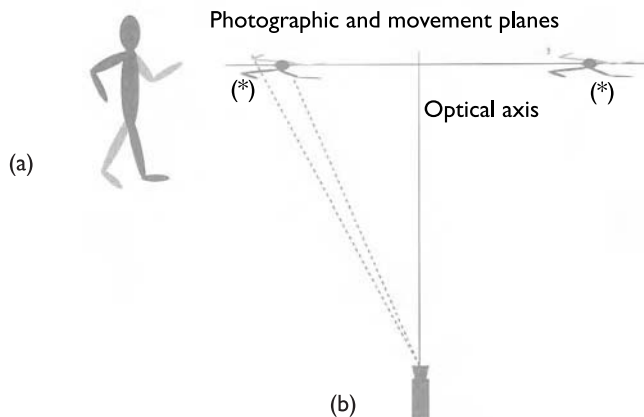 Photographic and movement planes
(*)
(*)
Optical axis
(a)
(b)